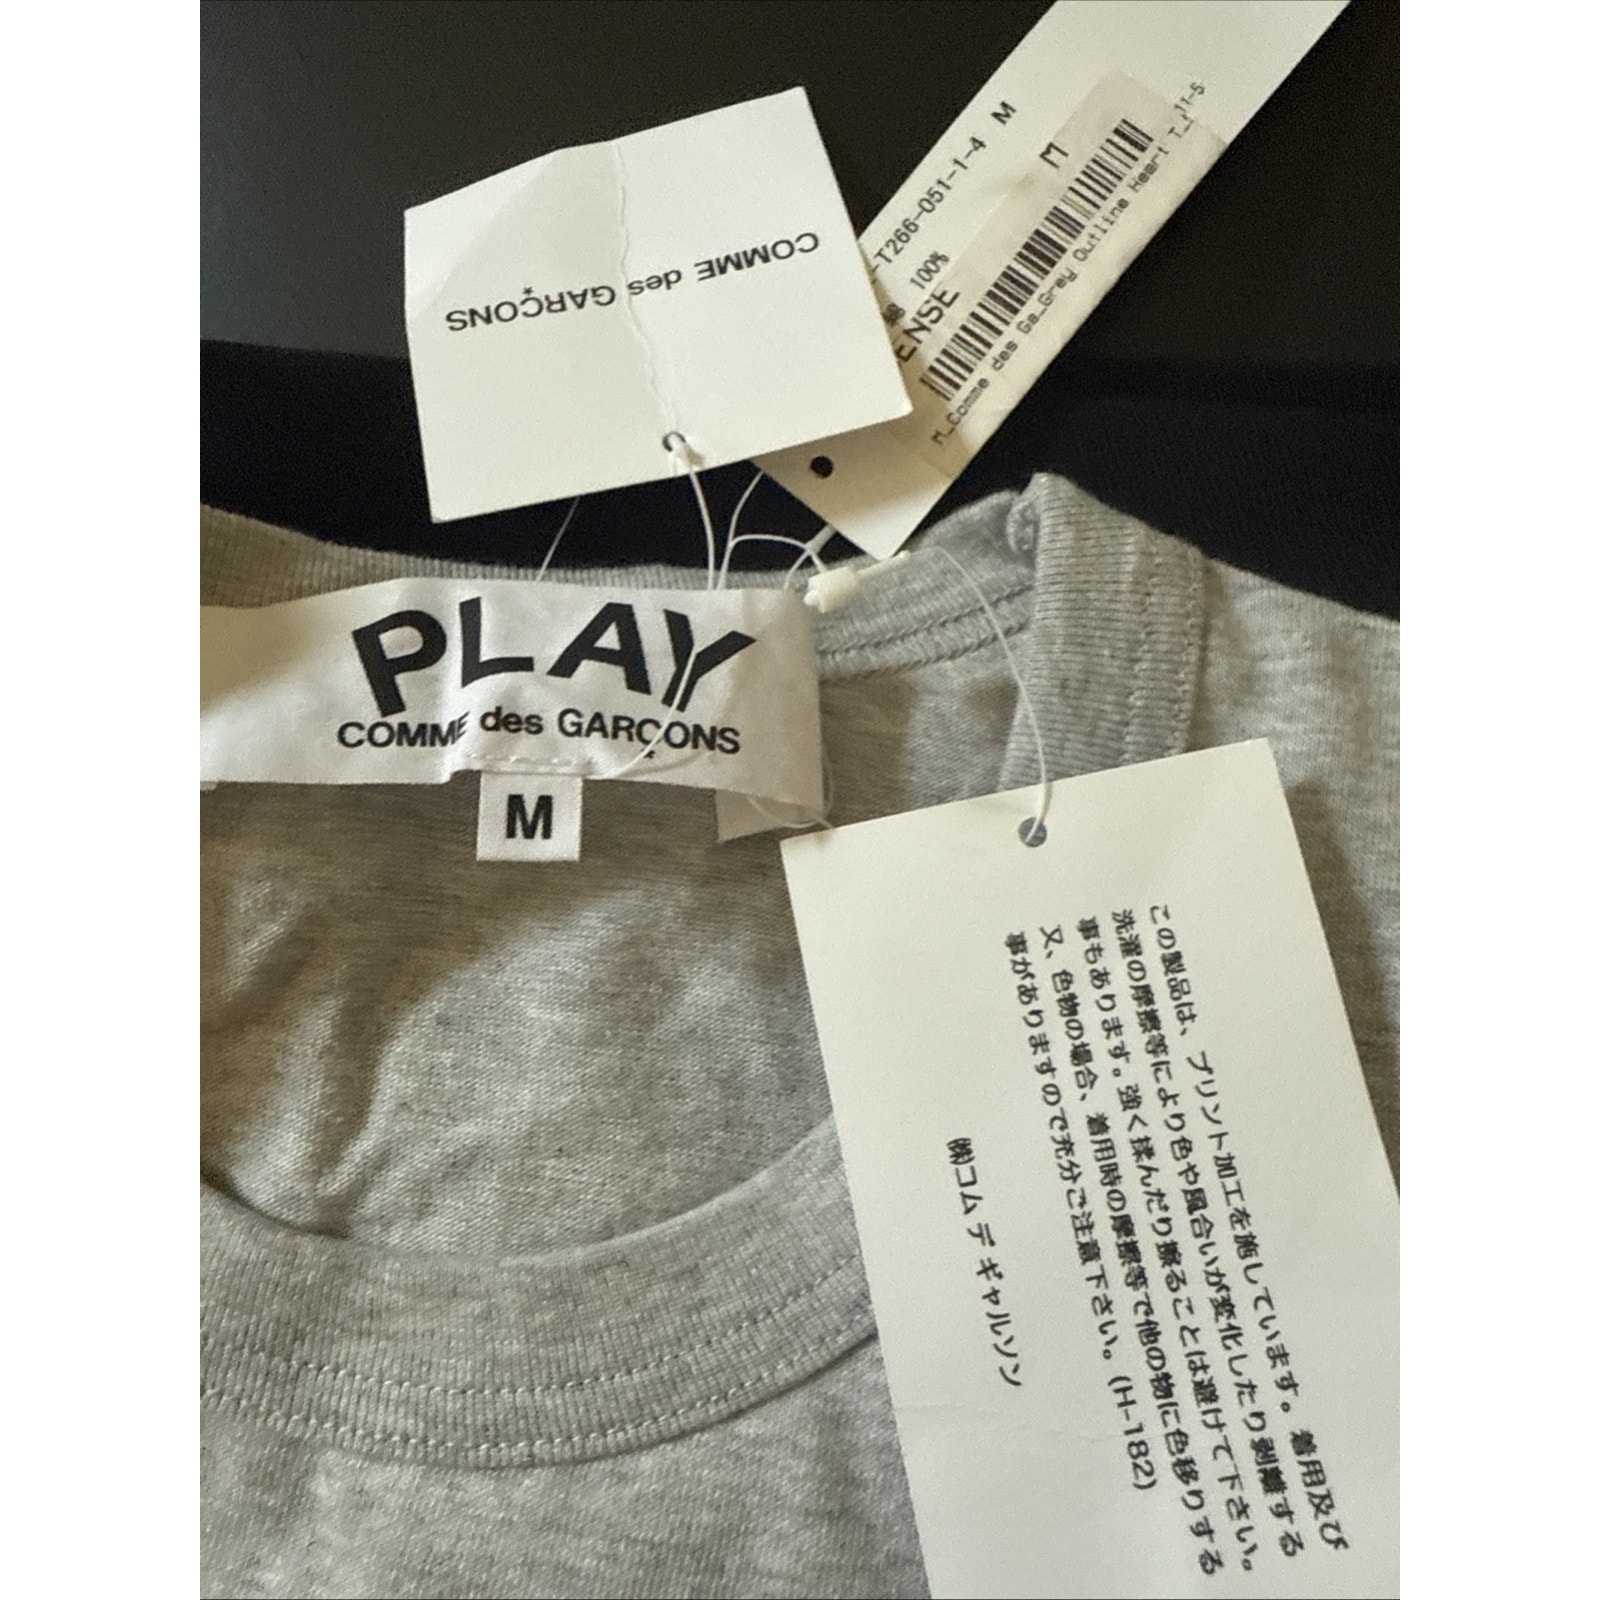 COMME des GARÇONS
-T266-051-1-4 M
綿 100%
ENSE
M
M_Comme des Ga_Grey Outline Heart T_
11-5
PLAY
COMME des GARÇONS
M
この製品は、プリント加工を施しています。着用及び
洗濯の摩擦等により色や風合いが変化したり剥離する
事もあります。強く揉んだり擦ることは避けて下さい。
又、色物の場合、着用時の摩擦等で他の物に色移りする
事がありますので充分ご注意下さい。(H-182)
㈱コム デ ギャルソン